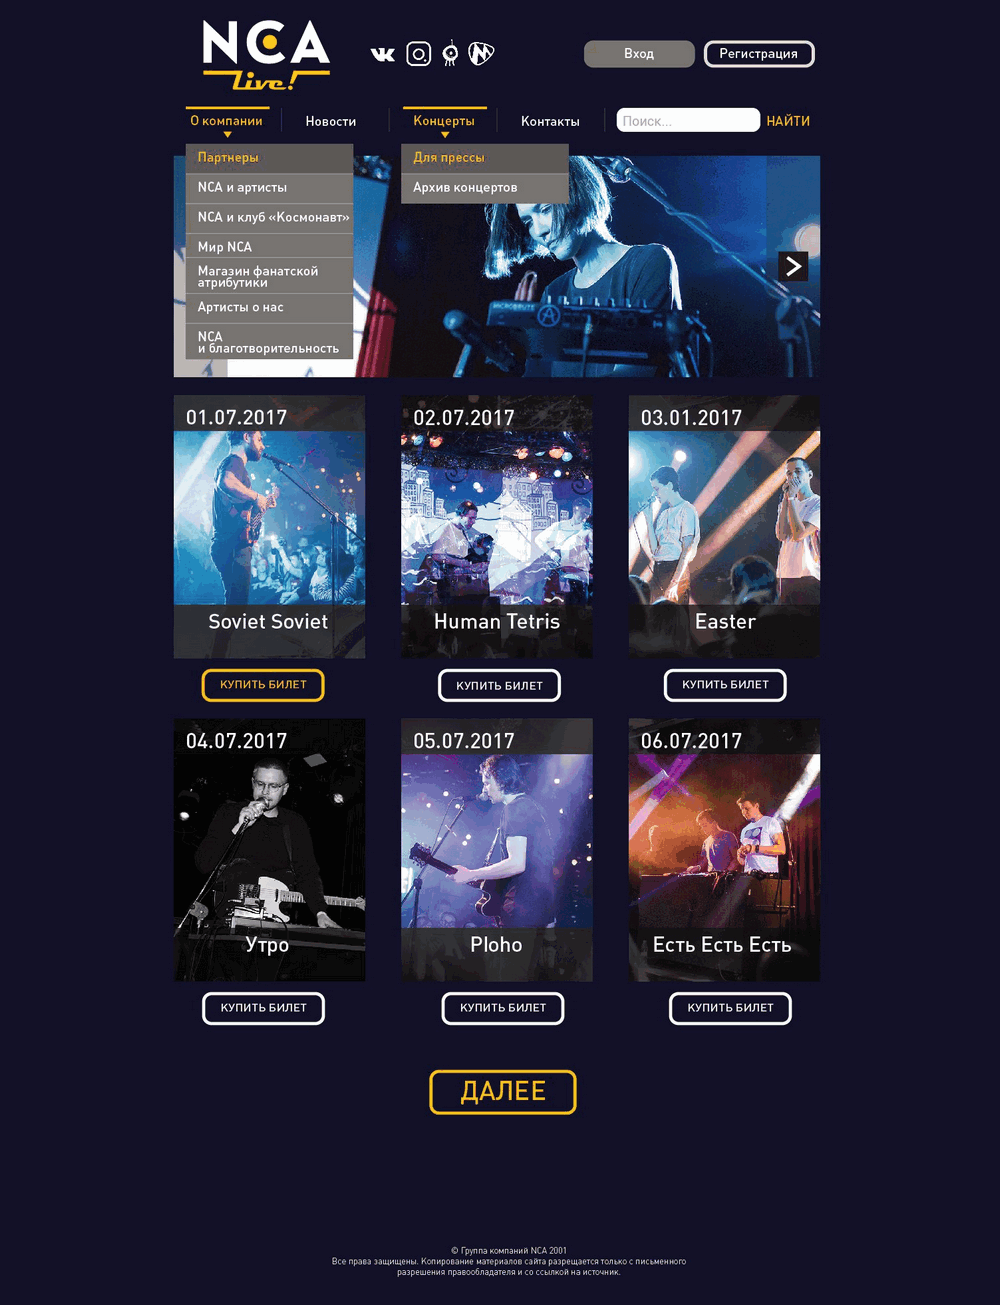 NCA
Live!
Вход
Регистрация
О компании
Новости
Концерты
Контакты
Поиск...
НАЙТИ
Партнеры
NCA и артисты
NCA и клуб «Космонавт»
Мир NCA
Магазин фанатской
атрибутики
Артисты о нас
NCA
и благотворительность
Для прессы
Архив концертов
MICROBRUTE
01.07.2017
02.07.2017
03.01.2017
Soviet Soviet
Human Tetris
Easter
КУПИТЬ БИЛЕТ
КУПИТЬ БИЛЕТ
КУПИТЬ БИЛЕТ
04.07.2017
05.07.2017
06.07.2017
Утро
Ploho
Есть Есть Есть
КУПИТЬ БИЛЕТ
КУПИТЬ БИЛЕТ
КУПИТЬ БИЛЕТ
ДАЛЕЕ
© Группа компаний NCA 2001
Все права защищены. Копирование материалов сайта разрещается только с письменного
разрешения правообладателя и со ссылкой на источник.